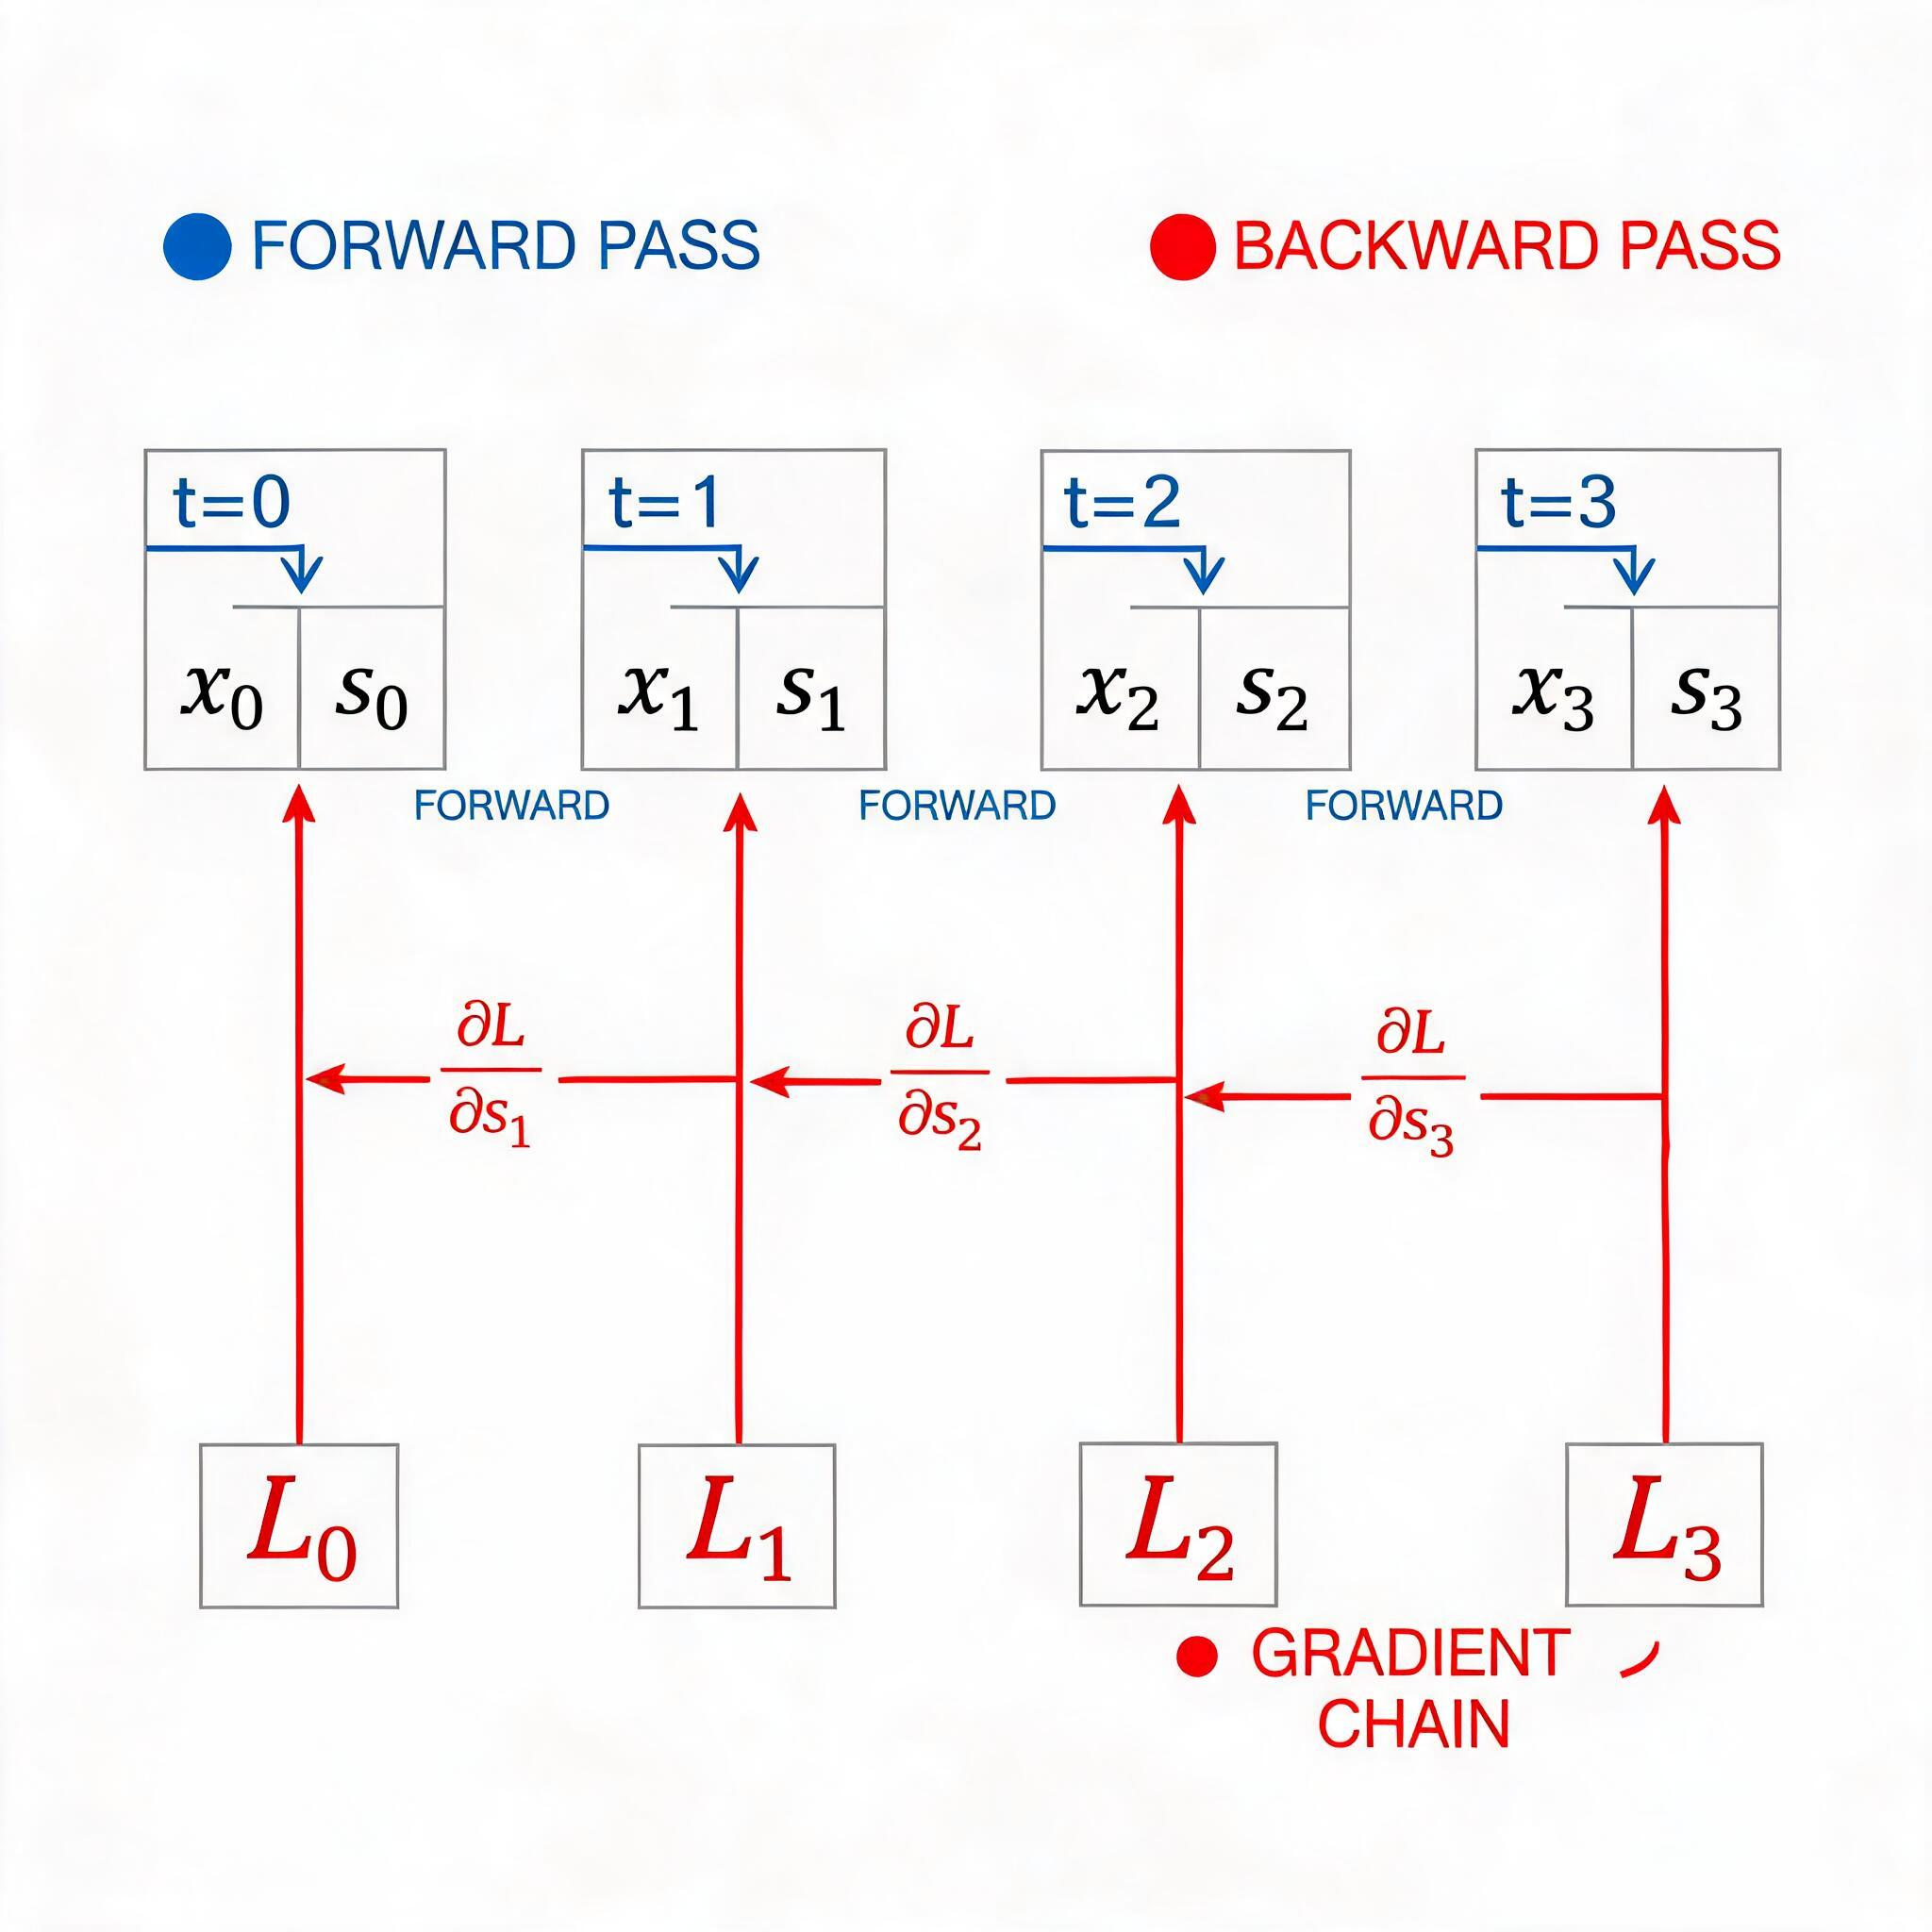 FORWARD PASS
BACKWARD PASS
t=0
t=1
t=2
t=3
x₀ s₀
x₁ s₁
x₂ s₂
x₃ s₃
FORWARD
FORWARD
FORWARD
∂L
∂s₁
∂L
∂s₂
∂L
∂s₃
L₀
L₁
L₂
L₃
GRADIENT
CHAIN